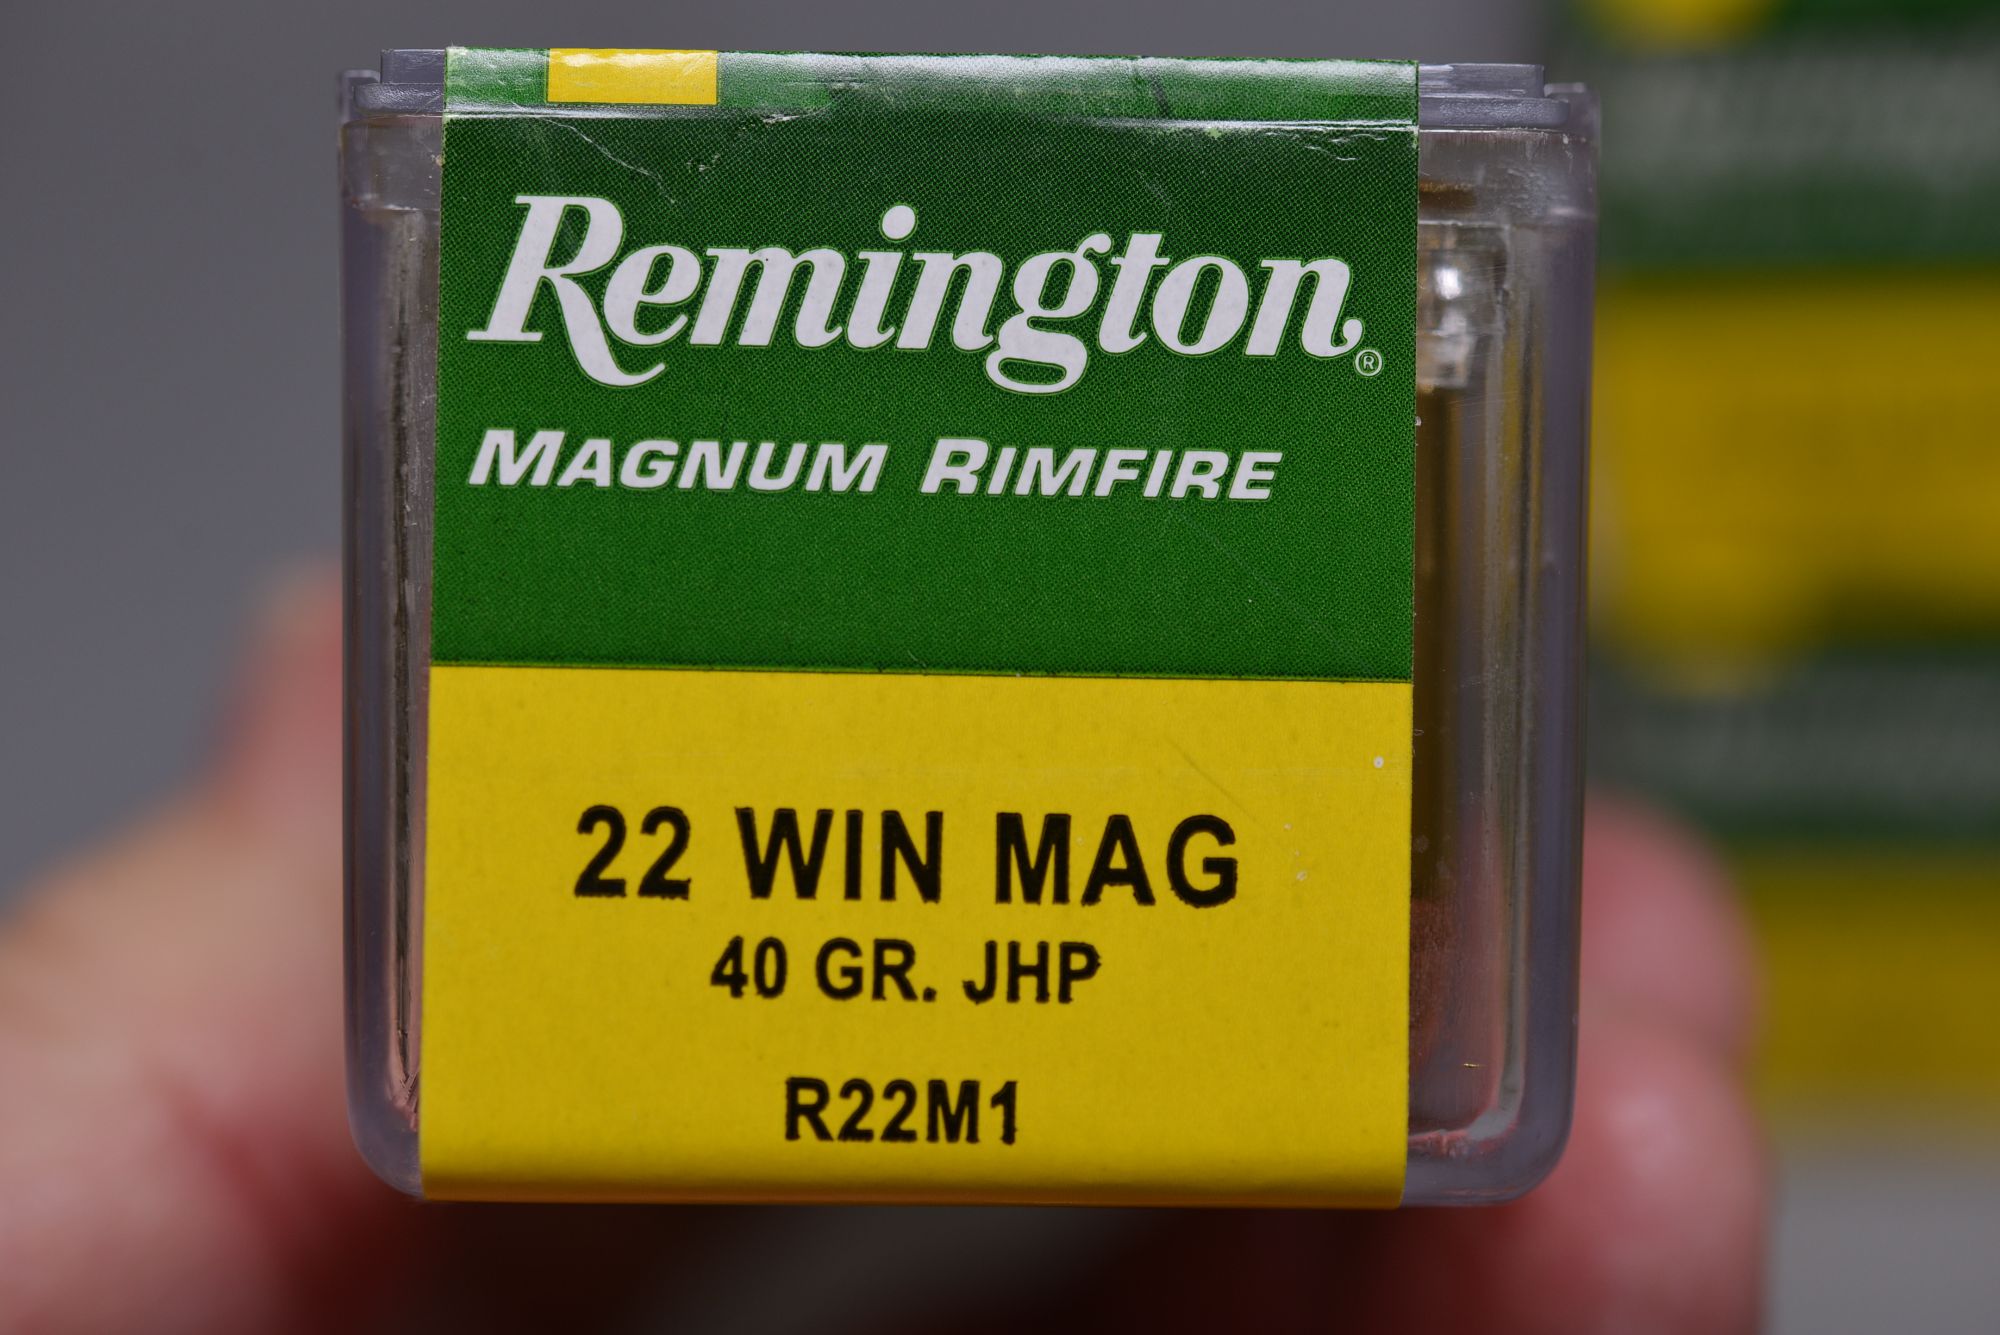 Remington®
MAGNUM RIMFIRE
22 WIN MAG
40 GR. JHP
R22M1